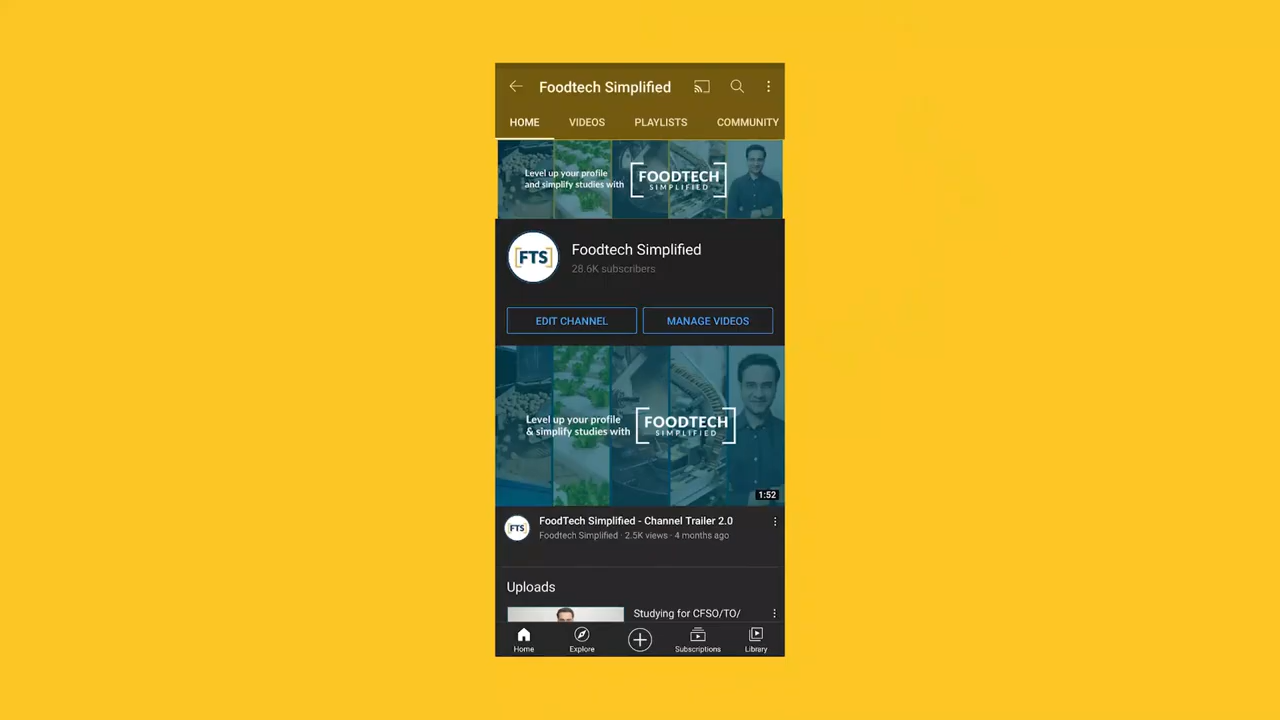 Foodtech Simplified
HOME VIDEOS PLAYLISTS COMMUNITY
Level up your profile
and simplify studies with
FOODTECH
SIMPLIFIED
FTS
Foodtech Simplified
28.6K subscribers
EDIT CHANNEL MANAGE VIDEOS
Level up your profile
& simplify studies with
FOODTECH
SIMPLIFIED
1:52
FTS
FoodTech Simplified - Channel Trailer 2.0
Foodtech Simplified · 2.5K views · 4 months ago
Uploads
Studying for CFSO/TO/
Home Explore Subscriptions Library